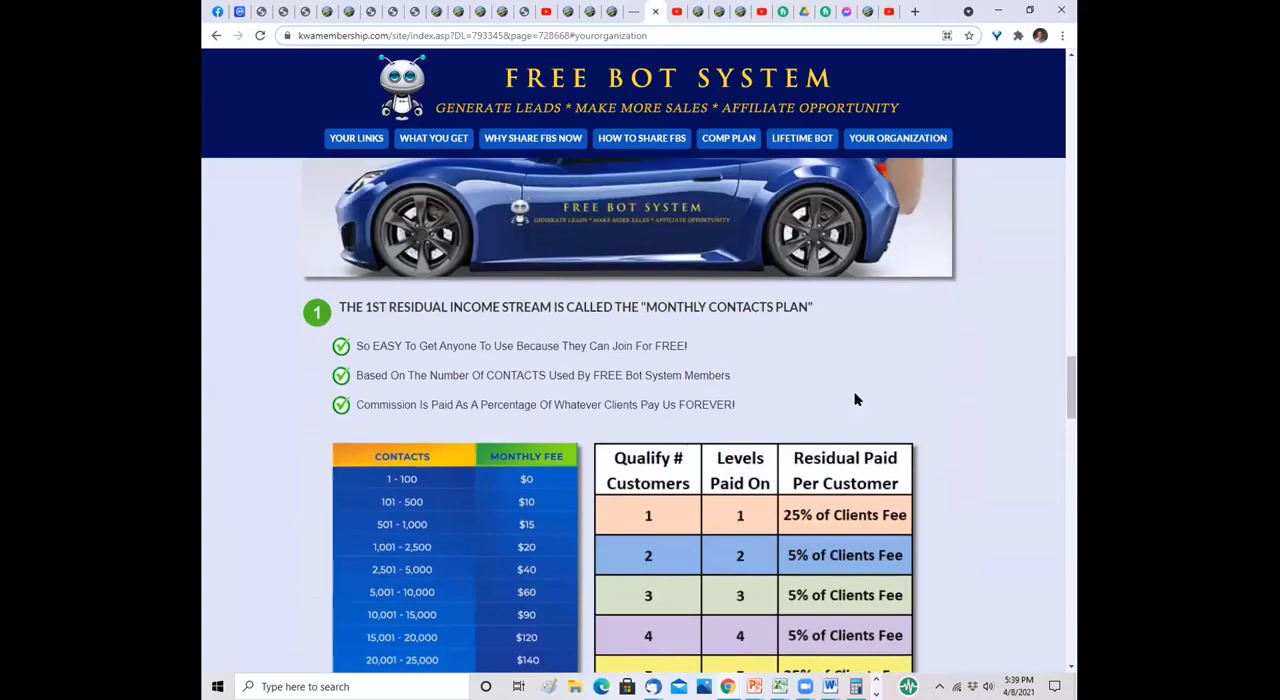 kwamembership.com/site/index.asp?DL=793345&page=728668#yourorganization
FREE BOT SYSTEM
GENERATE LEADS * MAKE MORE SALES * AFFILIATE OPPORTUNITY
YOUR LINKS
WHAT YOU GET
WHY SHARE FBS NOW
HOW TO SHARE FBS
COMP PLAN
LIFETIME BOT
YOUR ORGANIZATION
FREE BOT SYSTEM
GENERATE LEADS * MAKE MORE SALES * AFFILIATE OPPORTUNITY
1 THE 1ST RESIDUAL INCOME STREAM IS CALLED THE "MONTHLY CONTACTS PLAN"
So EASY To Get Anyone To Use Because They Can Join For FREE!
Based On The Number Of CONTACTS Used By FREE Bot System Members
Commission Is Paid As A Percentage Of Whatever Clients Pay Us FOREVER!
CONTACTS MONTHLY FEE
1 - 100 $0
101 - 500 $10
501 - 1,000 $15
1,001 - 2,500 $20
2,501 - 5,000 $40
5,001 - 10,000 $60
10,001 - 15,000 $90
15,001 - 20,000 $120
20,001 - 25,000 $140
Qualify # Levels Residual Paid
Customers Paid On Per Customer
1 1 25% of Clients Fee
2 2 5% of Clients Fee
3 3 5% of Clients Fee
4 4 5% of Clients Fee
Type here to search
5:39 PM
4/8/2021